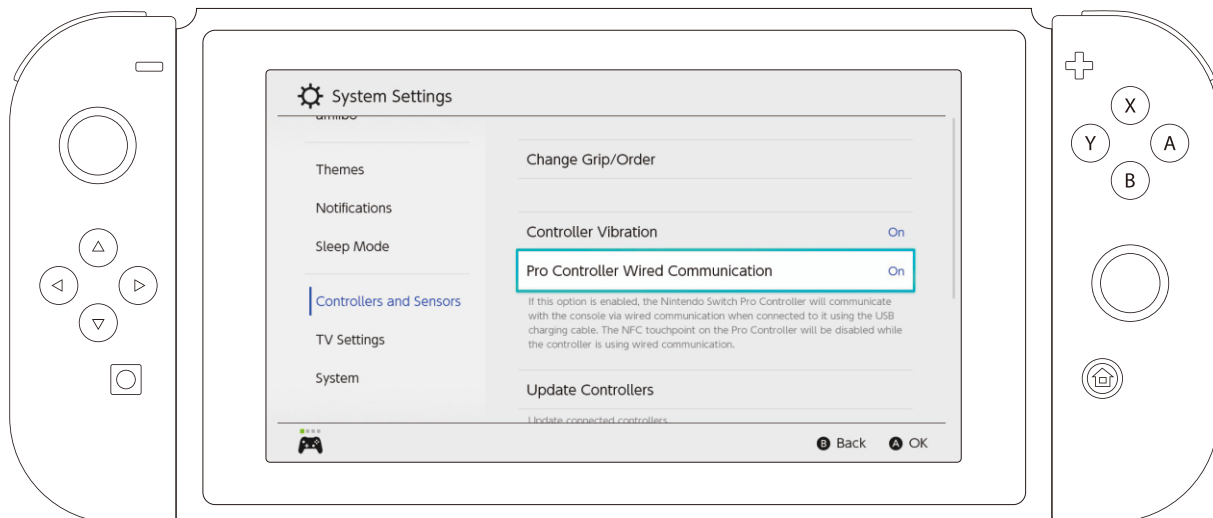 System Settings
amiibo
Themes
Notifications
Sleep Mode
Controllers and Sensors
TV Settings
System
Change Grip/Order
Controller Vibration On
Pro Controller Wired Communication On
If this option is enabled, the Nintendo Switch Pro Controller will communicate
with the console via wired communication when connected to it using the USB
charging cable. The NFC touchpoint on the Pro Controller will be disabled while
the controller is using wired communication.
Update Controllers
Update connected controllers.
B Back A OK
X
Y A
B